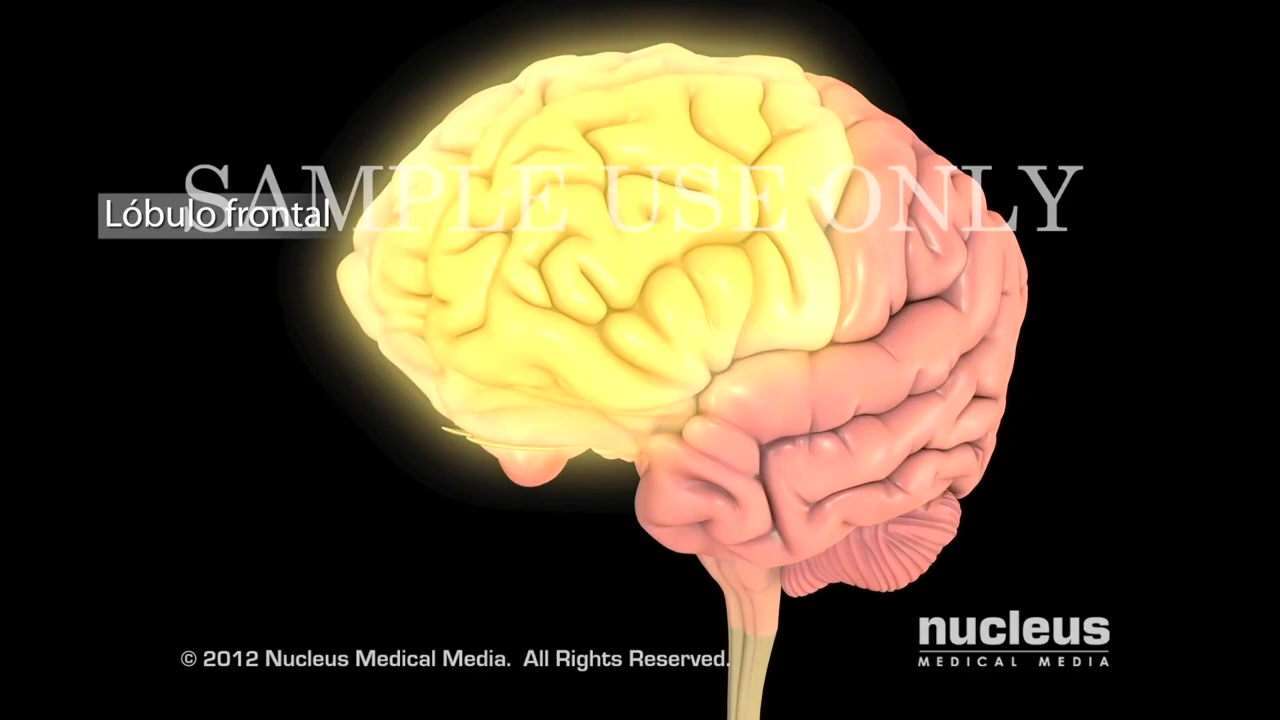 SAMPLE USE ONLY
Lóbulo frontal
© 2012 Nucleus Medical Media. All Rights Reserved.
nucleus
MEDICAL MEDIA